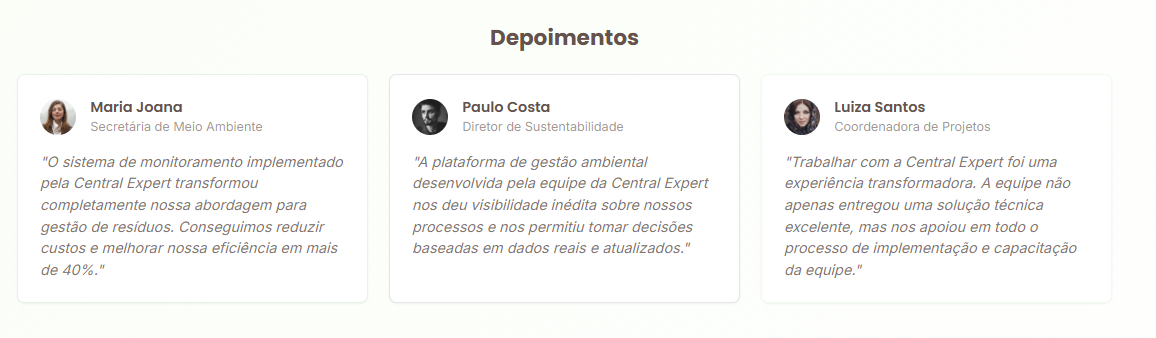 Depoimentos
Maria Joana
Secretária de Meio Ambiente
"O sistema de monitoramento implementado
pela Central Expert transformou
completamente nossa abordagem para
gestão de resíduos. Conseguimos reduzir
custos e melhorar nossa eficiência em mais
de 40%."
Paulo Costa
Diretor de Sustentabilidade
"A plataforma de gestão ambiental
desenvolvida pela equipe da Central Expert
nos deu visibilidade inédita sobre nossos
processos e nos permitiu tomar decisões
baseadas em dados reais e atualizados."
Luiza Santos
Coordenadora de Projetos
"Trabalhar com a Central Expert foi uma
experiência transformadora. A equipe não
apenas entregou uma solução técnica
excelente, mas nos apoiou em todo o
processo de implementação e capacitação
da equipe."